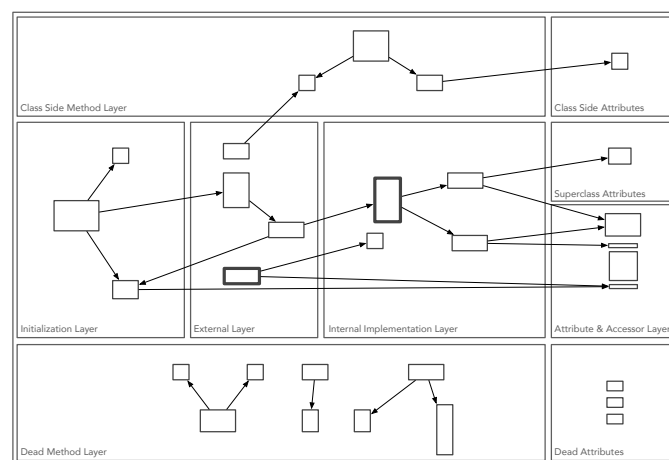 Class Side Method Layer
Class Side Attributes
Superclass Attributes
Initialization Layer
External Layer
Internal Implementation Layer
Attribute & Accessor Layer
Dead Method Layer
Dead Attributes